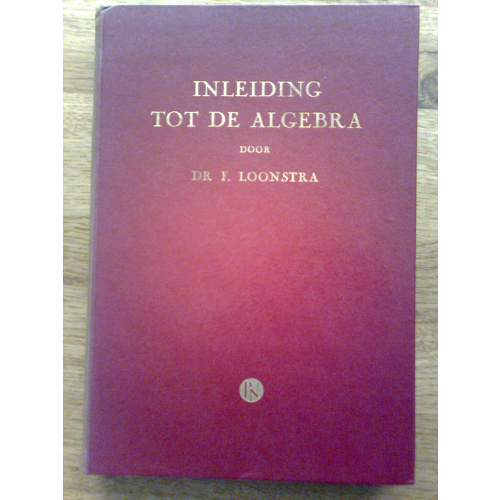 INLEIDING
TOT DE ALGEBRA
DOOR
DR F. LOONSTRA